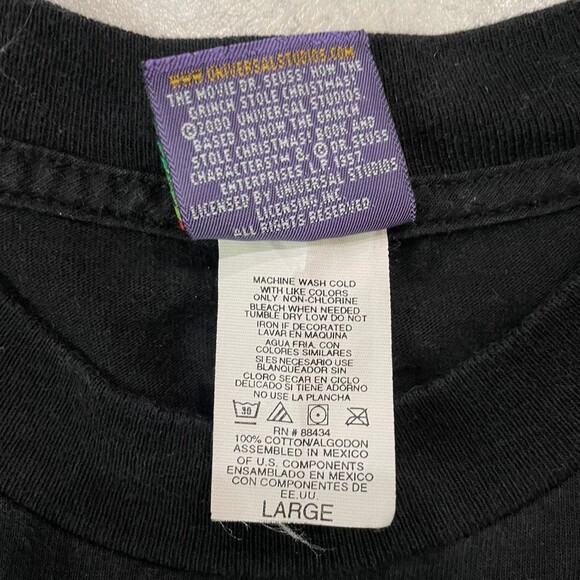 WWW.UNIVERSALSTUDIOS.COM
THE MOVIE DR. SEUSS' HOW THE
GRINCH STOLE CHRISTMAS!
©2000 UNIVERSAL STUDIOS
BASED ON HOW THE GRINCH
STOLE CHRISTMAS! BOOK AND
CHARACTERS™ & © DR. SEUSS
ENTERPRISES L.P. 1957
LICENSED BY UNIVERSAL STUDIOS
LICENSING, INC.
ALL RIGHTS RESERVED
MACHINE WASH COLD
WITH LIKE COLORS
ONLY NON-CHLORINE
BLEACH WHEN NEEDED
TUMBLE DRY LOW DO NOT
IRON IF DECORATED
LAVAR EN MAQUINA
AGUA FRIA. CON
COLORES SIMILARES
SI ES NECESARIO USE
BLANQUEADOR SIN
CLORO SECAR EN CICLO
DELICADO SI TIENE ADORNO
NO USE LA PLANCHA
30
RN # 88434
100% COTTON/ALGODON
ASSEMBLED IN MEXICO
OF U.S. COMPONENTS
ENSAMBLADO EN MEXICO
CON COMPONENTES DE
EE.UU.
LARGE